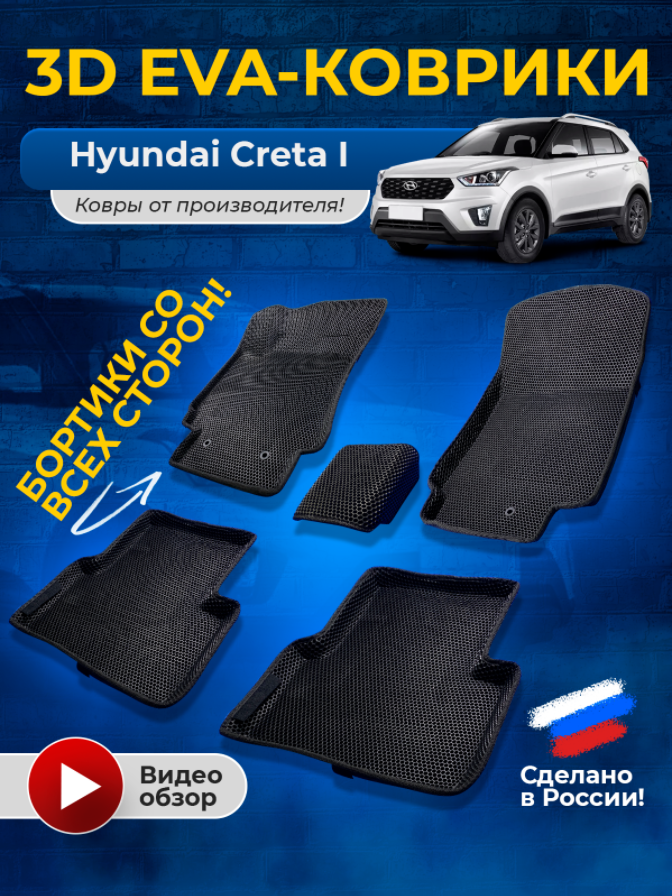 3D EVA-КОВРИКИ
Hyundai Creta I
Ковры от производителя!
БОРТИКИ СО
ВСЕХ СТОРОН!
Видео
обзор
Сделано
в России!